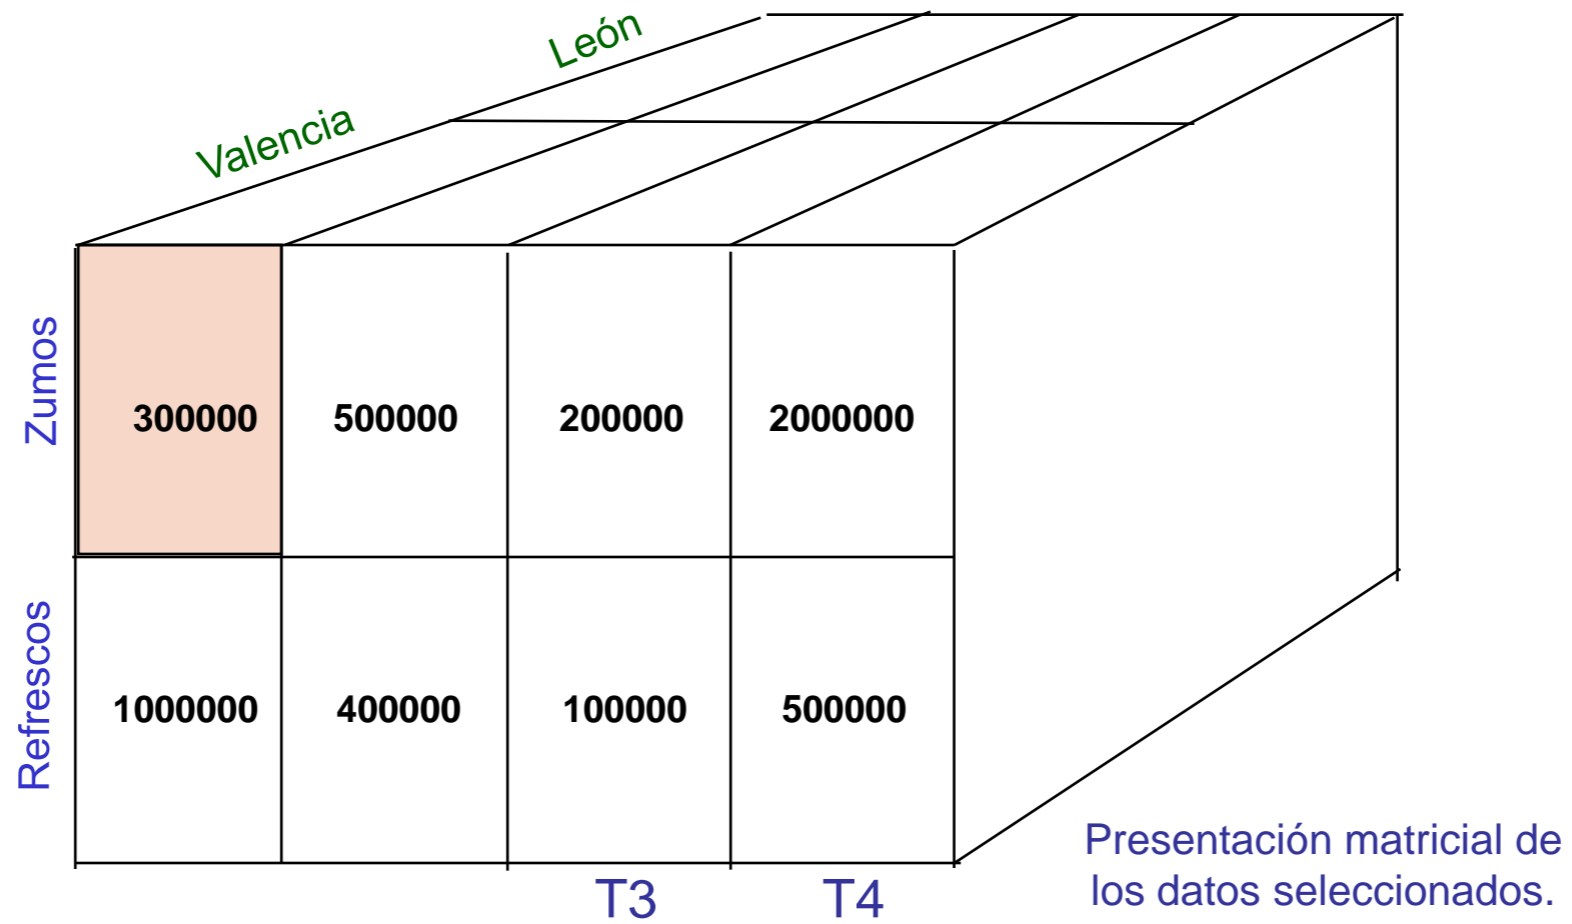 León
Valencia
Zumos
300000 500000 200000 2000000
Refrescos
1000000 400000 100000 500000
T3 T4
Presentación matricial de
los datos seleccionados.